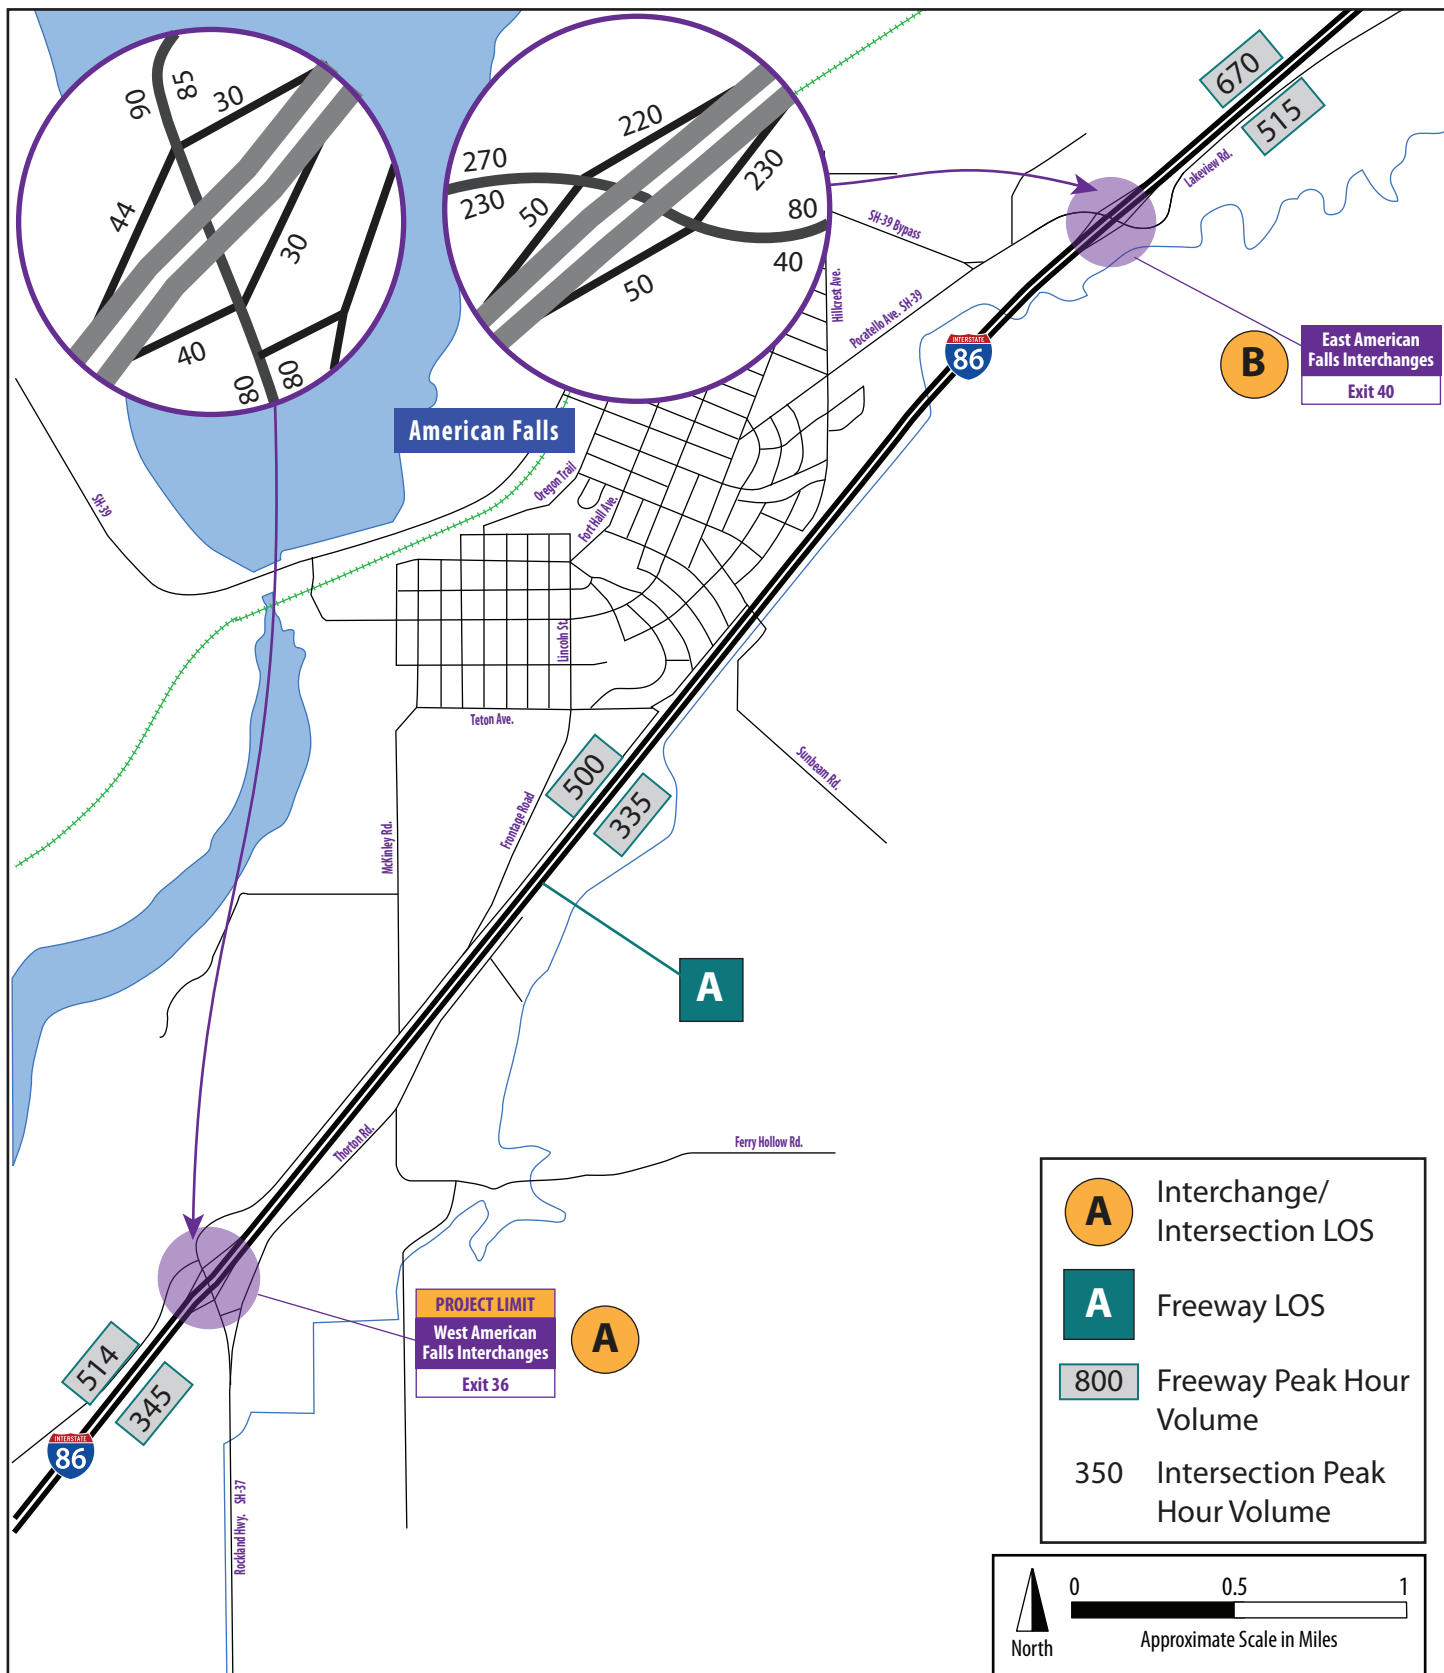 90
85
30
44
30
40
80
80
270
230
220
50
230
80
40
50
670
515
Lakeview Rd.
SH-39 Bypass
Hillcrest Ave.
Pocatello Ave. SH-39
INTERSTATE
86
B
East American
Falls Interchanges
Exit 40
American Falls
SH-39
Oregon Trail
Fort Hall Ave.
Lincoln St.
Teton Ave.
500
335
Sunbeam Rd.
McKinley Rd.
Frontage Road
A
Thorton Rd.
Ferry Hollow Rd.
PROJECT LIMIT
West American
Falls Interchanges
Exit 36
A
514
345
INTERSTATE
86
Rockland Hwy. SH-37
A
Interchange/
Intersection LOS
A
Freeway LOS
800
Freeway Peak Hour
Volume
350
Intersection Peak
Hour Volume
North
0 0.5 1
Approximate Scale in Miles